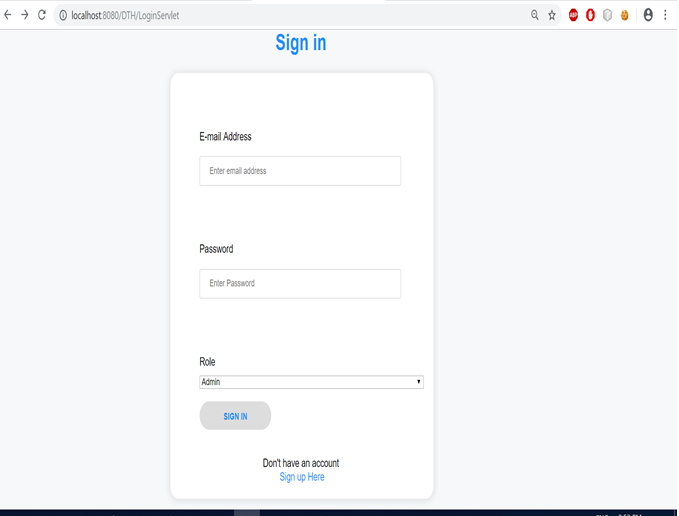 localhost:8080/DTH/LoginServlet
ABP
Sign in
E-mail Address
Enter email address
Password
Enter Password
Role
Admin
SIGN IN
Don't have an account
Sign up Here